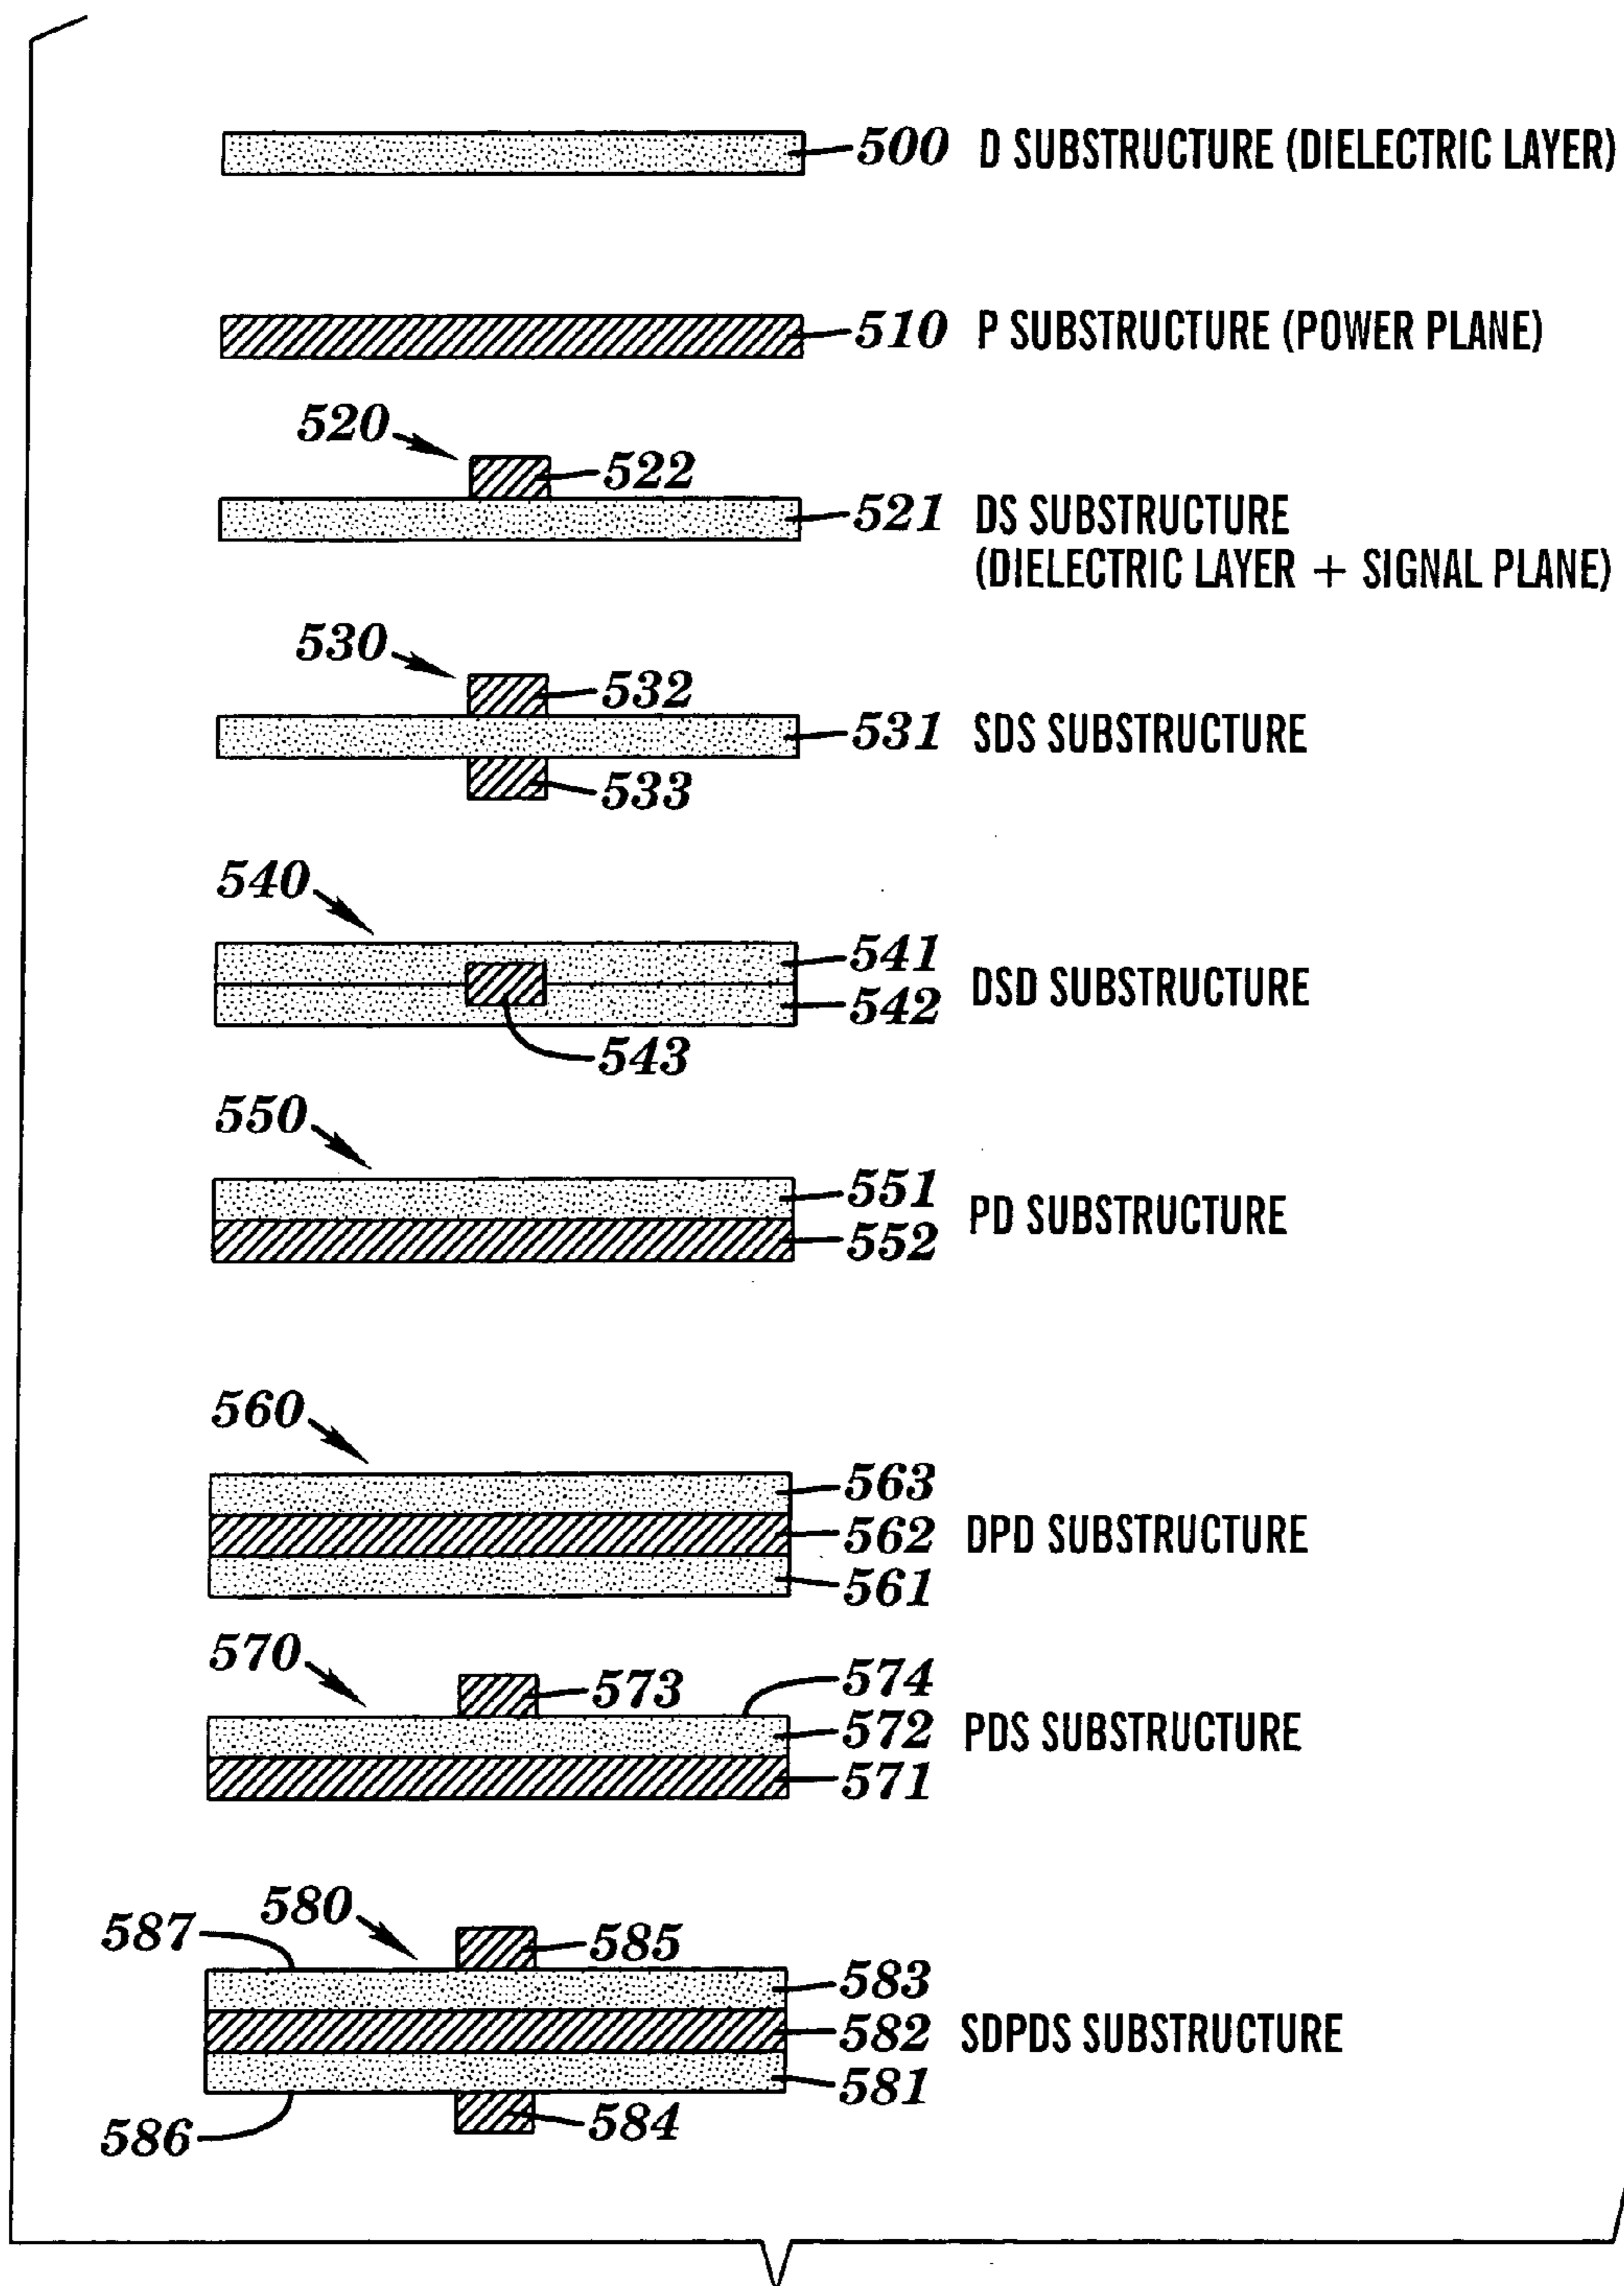 500 D SUBSTRUCTURE (DIELECTRIC LAYER)
510 P SUBSTRUCTURE (POWER PLANE)
520
522
521 DS SUBSTRUCTURE
(DIELECTRIC LAYER + SIGNAL PLANE)
530
532
531 SDS SUBSTRUCTURE
533
540
541
DSD SUBSTRUCTURE
542
543
550
551
PD SUBSTRUCTURE
552
560
563
562 DPD SUBSTRUCTURE
561
570
573
574
572 PDS SUBSTRUCTURE
571
580
587
585
583
582 SDPDS SUBSTRUCTURE
581
584
586